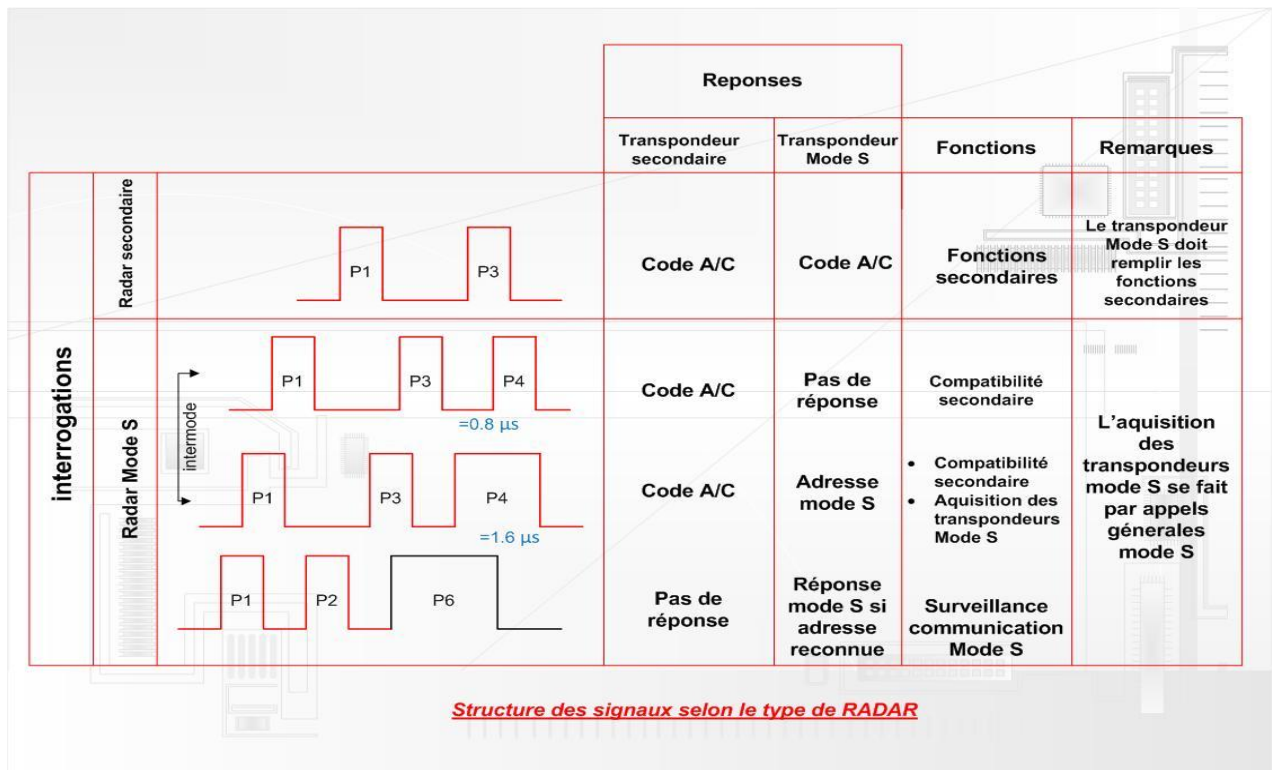 Reponses
Transpondeur
secondaire
Transpondeur
Mode S
Fonctions
Remarques
interrogations
Radar secondaire
P1
P3
Code A/C
Code A/C
Fonctions
secondaires
Le transpondeur
Mode S doit
remplir les
fonctions
secondaires
Radar Mode S
intermode
P1
P3
P4
=0.8 µs
Code A/C
Pas de
réponse
Compatibilité
secondaire
P1
P3
P4
=1.6 µs
Code A/C
Adresse
mode S
• Compatibilité
secondaire
• Aquisition des
transpondeurs
Mode S
P1
P2
P6
Pas de
réponse
Réponse
mode S si
adresse
reconnue
Surveillance
communication
Mode S
L'aquisition
des
transpondeurs
mode S se fait
par appels
génerales
mode S
Structure des signaux selon le type de RADAR